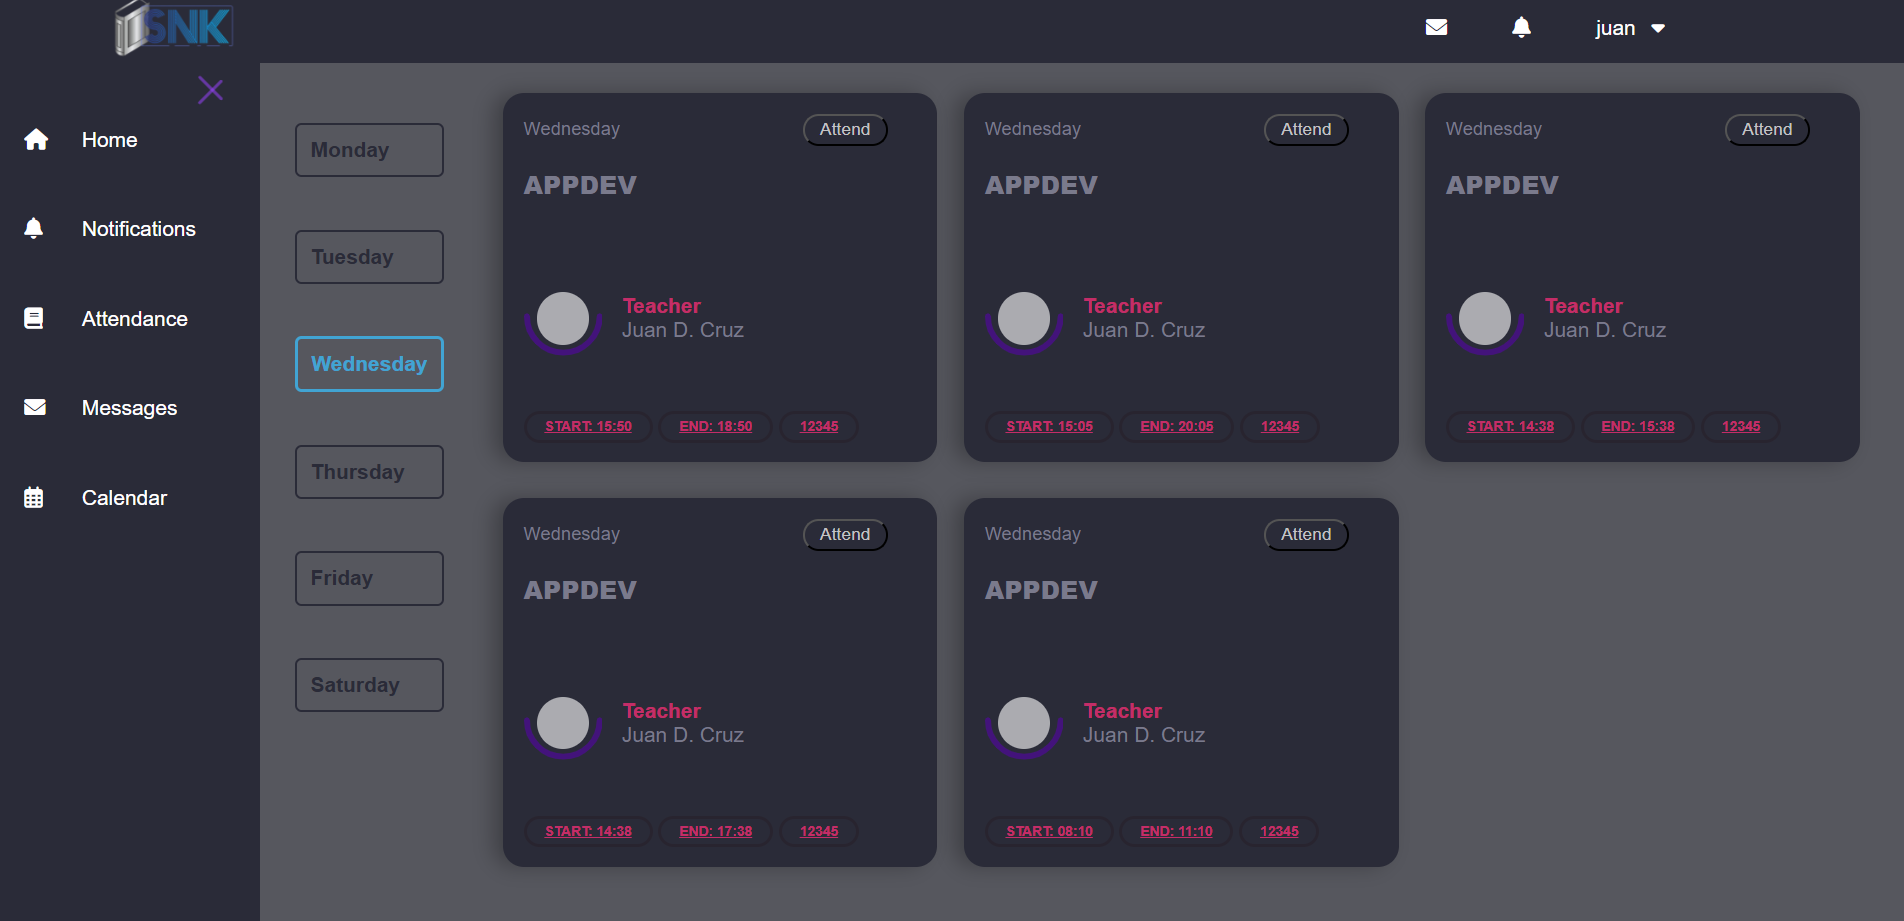 SNK
juan
Home
Notifications
Attendance
Messages
Calendar
Monday
Tuesday
Wednesday
Thursday
Friday
Saturday
Wednesday Attend
APPDEV
Teacher
Juan D. Cruz
START: 15:50 END: 18:50 12345
Wednesday Attend
APPDEV
Teacher
Juan D. Cruz
START: 15:05 END: 20:05 12345
Wednesday Attend
APPDEV
Teacher
Juan D. Cruz
START: 14:38 END: 15:38 12345
Wednesday Attend
APPDEV
Teacher
Juan D. Cruz
START: 14:38 END: 17:38 12345
Wednesday Attend
APPDEV
Teacher
Juan D. Cruz
START: 08:10 END: 11:10 12345